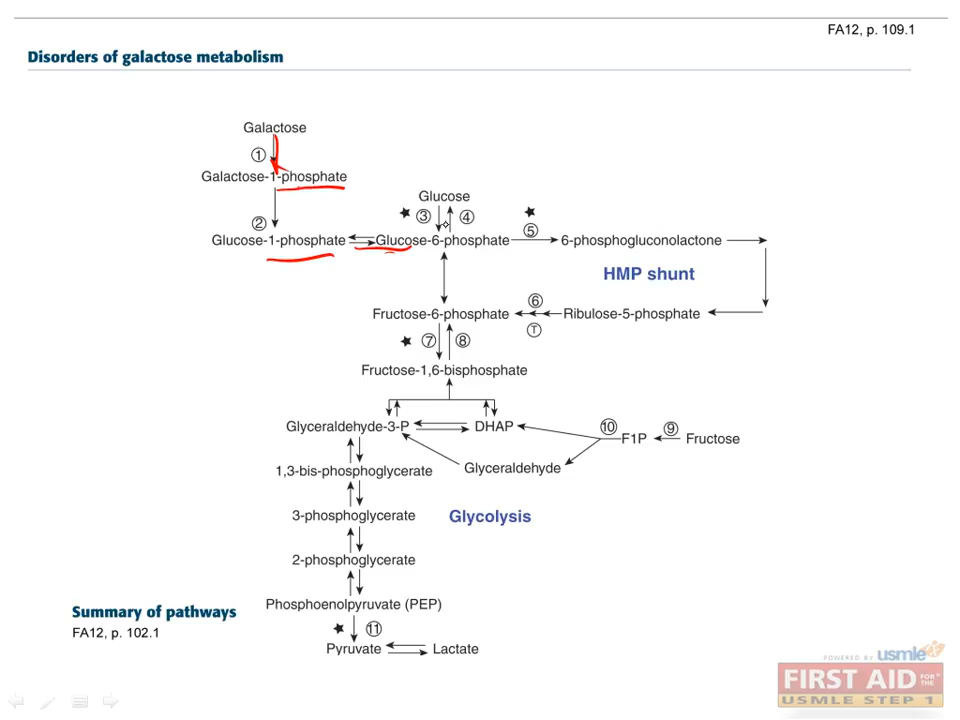 FA12, p. 109.1
Disorders of galactose metabolism
Galactose
①
Galactose-1-phosphate
Glucose
② ③ ④ ⑤
Glucose-1-phosphate Glucose-6-phosphate 6-phosphogluconolactone
HMP shunt
⑥
Fructose-6-phosphate Ribulose-5-phosphate
Ⓣ
⑦ ⑧
Fructose-1,6-bisphosphate
Glyceraldehyde-3-P DHAP ⑩ ⑨
F1P Fructose
1,3-bis-phosphoglycerate Glyceraldehyde
3-phosphoglycerate Glycolysis
2-phosphoglycerate
Phosphoenolpyruvate (PEP)
Summary of pathways
FA12, p. 102.1
⑪
Pyruvate Lactate
POWERED BY usmle
FIRST AID FOR THE
USMLE STEP 1